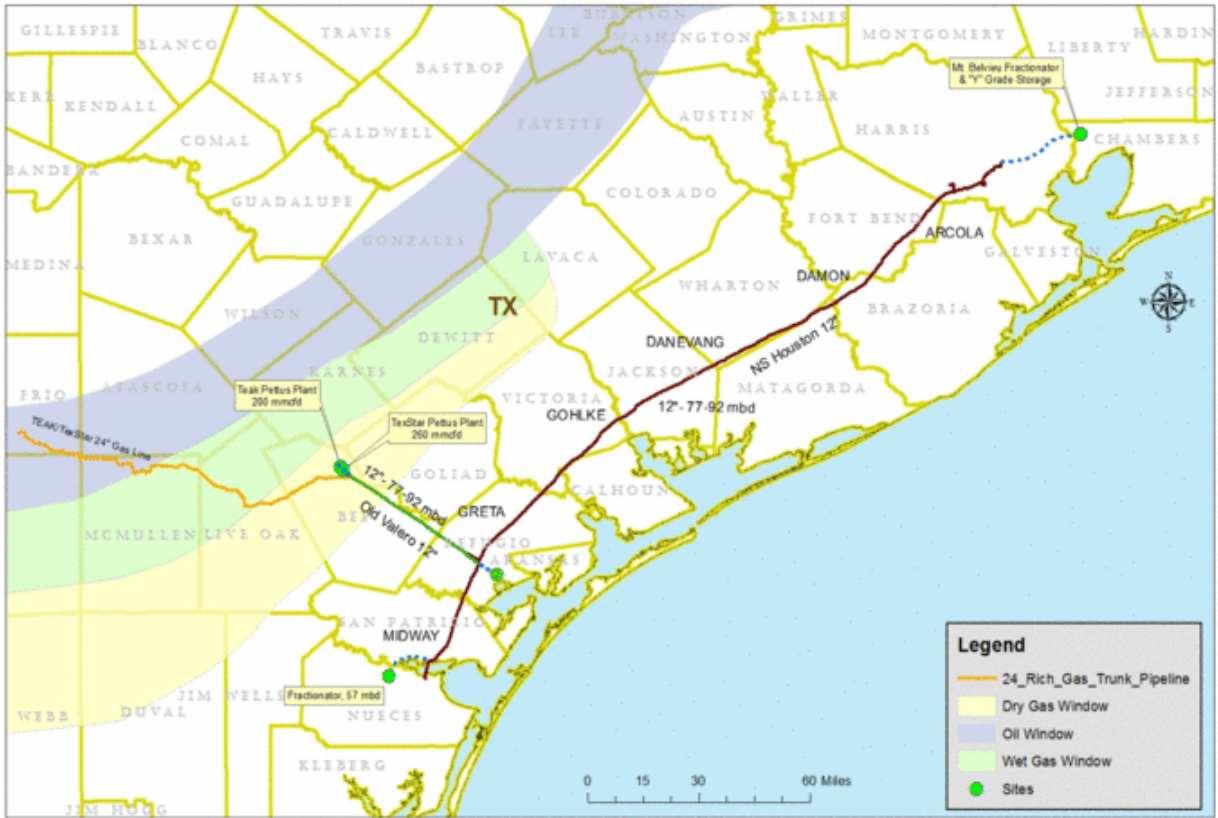 BURLESON
GRIMES
GILLESPIE
BLANCO
TRAVIS
LEE
WASHINGTON
MONTGOMERY
LIBERTY
HARDIN
HAYS
BASTROP
Mt. Belvieu Fractionator
& "Y" Grade Storage
KERR
KENDALL
WALLER
JEFFERSON
COMAL
CALDWELL
FAYETTE
AUSTIN
HARRIS
CHAMBERS
BANDERA
GUADALUPE
COLORADO
BEXAR
GONZALES
FORT BEND
ARCOLA
MEDINA
LAVACA
GALVESTON
WHARTON
DAMON
WILSON
TX
BRAZORIA
N
W
E
S
DEWITT
DANEVANG
NS Houston 12"
KARNES
JACKSON
FRIO
ATASCOSA
MATAGORDA
Teak Pettus Plant
200 mmcfd
VICTORIA
GOHLKE
12"- 77-92 mbd
TexStar Pettus Plant
260 mmcfd
TEAK/TexStar 24" Gas Line
GOLIAD
12"- 77-92 mbd
CALHOUN
BEE
GRETA
Old Valero 12"
MCMULLEN
LIVE OAK
REFUGIO
ARANSAS
SAN PATRICIO
MIDWAY
Fractionator, 57 mbd
JIM WELLS
WEBB
DUVAL
NUECES
KLEBERG
JIM HOGG
0 15 30 60 Miles
Legend
24_Rich_Gas_Trunk_Pipeline
Dry Gas Window
Oil Window
Wet Gas Window
Sites